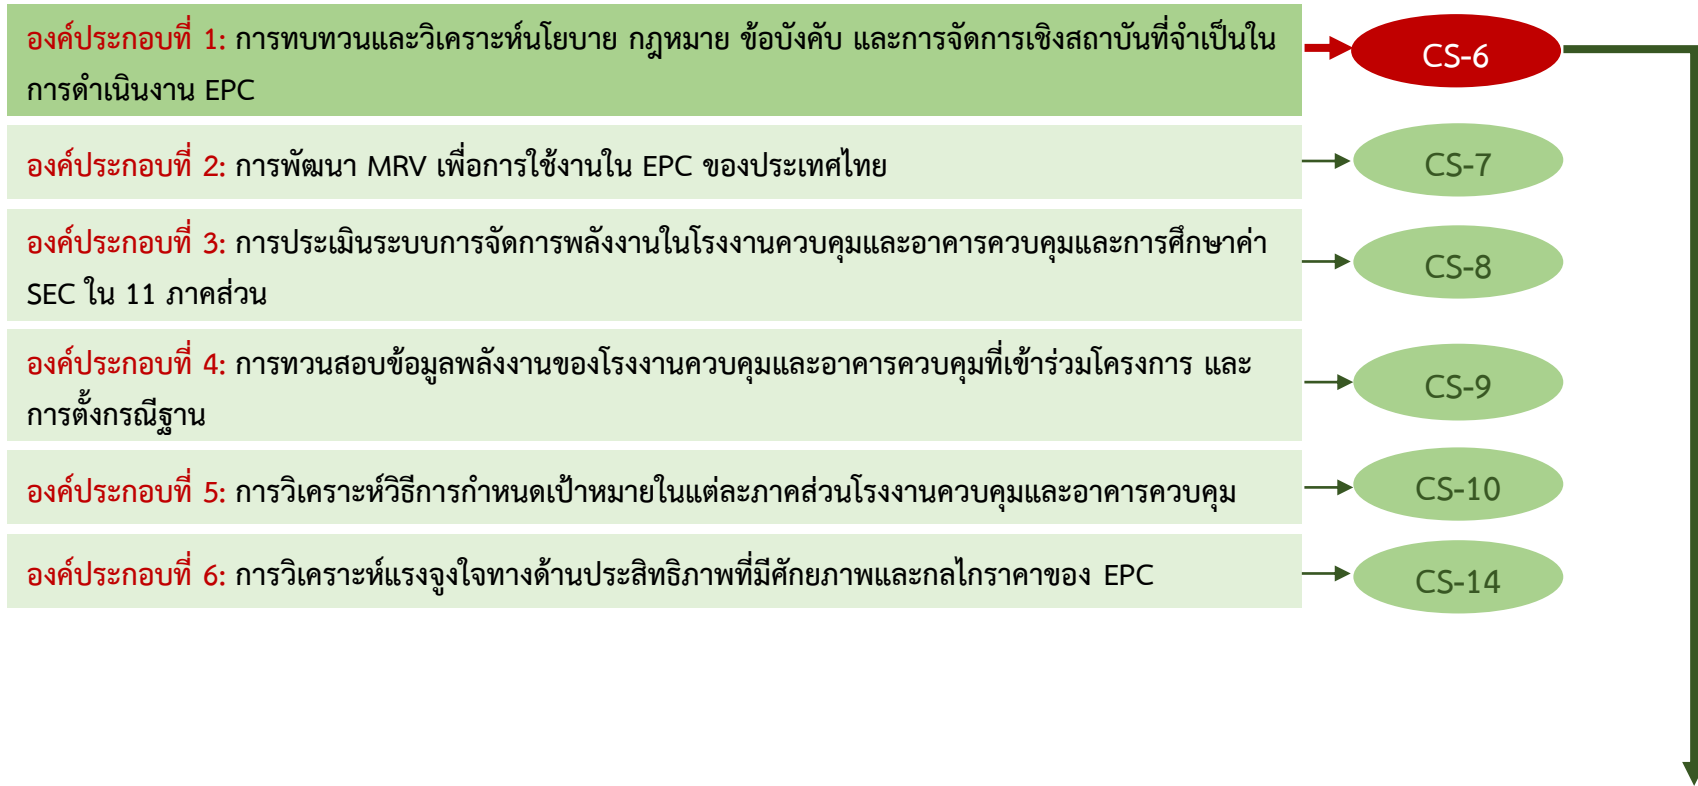 องค์ประกอบที่ 1: การทบทวนและวิเคราะห์นโยบาย กฎหมาย ข้อบังคับ และการจัดการเชิงสถาบันที่จำเป็นใน
การดำเนินงาน EPC
CS-6
องค์ประกอบที่ 2: การพัฒนา MRV เพื่อการใช้งานใน EPC ของประเทศไทย
CS-7
องค์ประกอบที่ 3: การประเมินระบบการจัดการพลังงานในโรงงานควบคุมและอาคารควบคุมและการศึกษาค่า
SEC ใน 11 ภาคส่วน
CS-8
องค์ประกอบที่ 4: การทวนสอบข้อมูลพลังงานของโรงงานควบคุมและอาคารควบคุมที่เข้าร่วมโครงการ และ
การตั้งกรณีฐาน
CS-9
องค์ประกอบที่ 5: การวิเคราะห์วิธีการกำหนดเป้าหมายในแต่ละภาคส่วนโรงงานควบคุมและอาคารควบคุม
CS-10
องค์ประกอบที่ 6: การวิเคราะห์แรงจูงใจทางด้านประสิทธิภาพที่มีศักยภาพและกลไกราคาของ EPC
CS-14